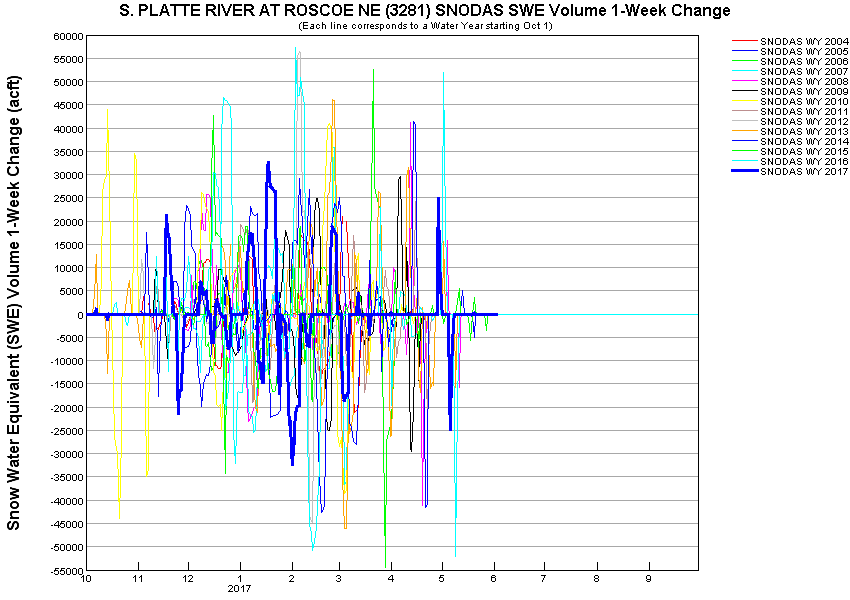 S. PLATTE RIVER AT ROSCOE NE (3281) SNODAS SWE Volume 1-Week Change
(Each line corresponds to a Water Year starting Oct 1)
Snow Water Equivalent (SWE) Volume 1-Week Change (acft)
60000
55000
50000
45000
40000
35000
30000
25000
20000
15000
10000
5000
0
-5000
-10000
-15000
-20000
-25000
-30000
-35000
-40000
-45000
-50000
-55000
10 11 12 1 2 3 4 5 6 7 8 9
2017
SNODAS WY 2004
SNODAS WY 2005
SNODAS WY 2006
SNODAS WY 2007
SNODAS WY 2008
SNODAS WY 2009
SNODAS WY 2010
SNODAS WY 2011
SNODAS WY 2012
SNODAS WY 2013
SNODAS WY 2014
SNODAS WY 2015
SNODAS WY 2016
SNODAS WY 2017